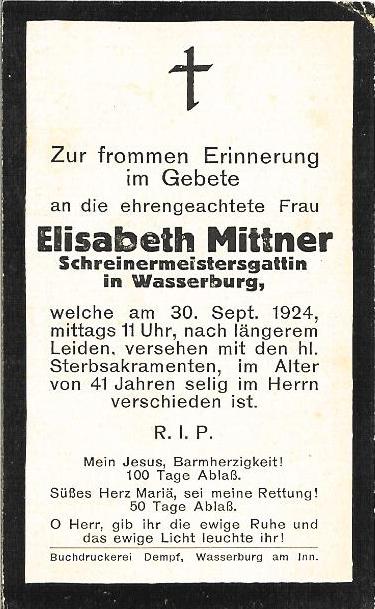 Zur frommen Erinnerung
im Gebete
an die ehrengeachtete Frau
Elisabeth Mittner
Schreinermeistersgattin
in Wasserburg,
welche am 30. Sept. 1924,
mittags 11 Uhr, nach längerem
Leiden, versehen mit den hl.
Sterbsakramenten, im Alter
von 41 Jahren selig im Herrn
verschieden ist.
R. I. P.
Mein Jesus, Barmherzigkeit!
100 Tage Ablaß.
Süßes Herz Mariä, sei meine Rettung!
50 Tage Ablaß.
O Herr, gib ihr die ewige Ruhe und
das ewige Licht leuchte ihr!
Buchdruckerei Dempf, Wasserburg am Inn.